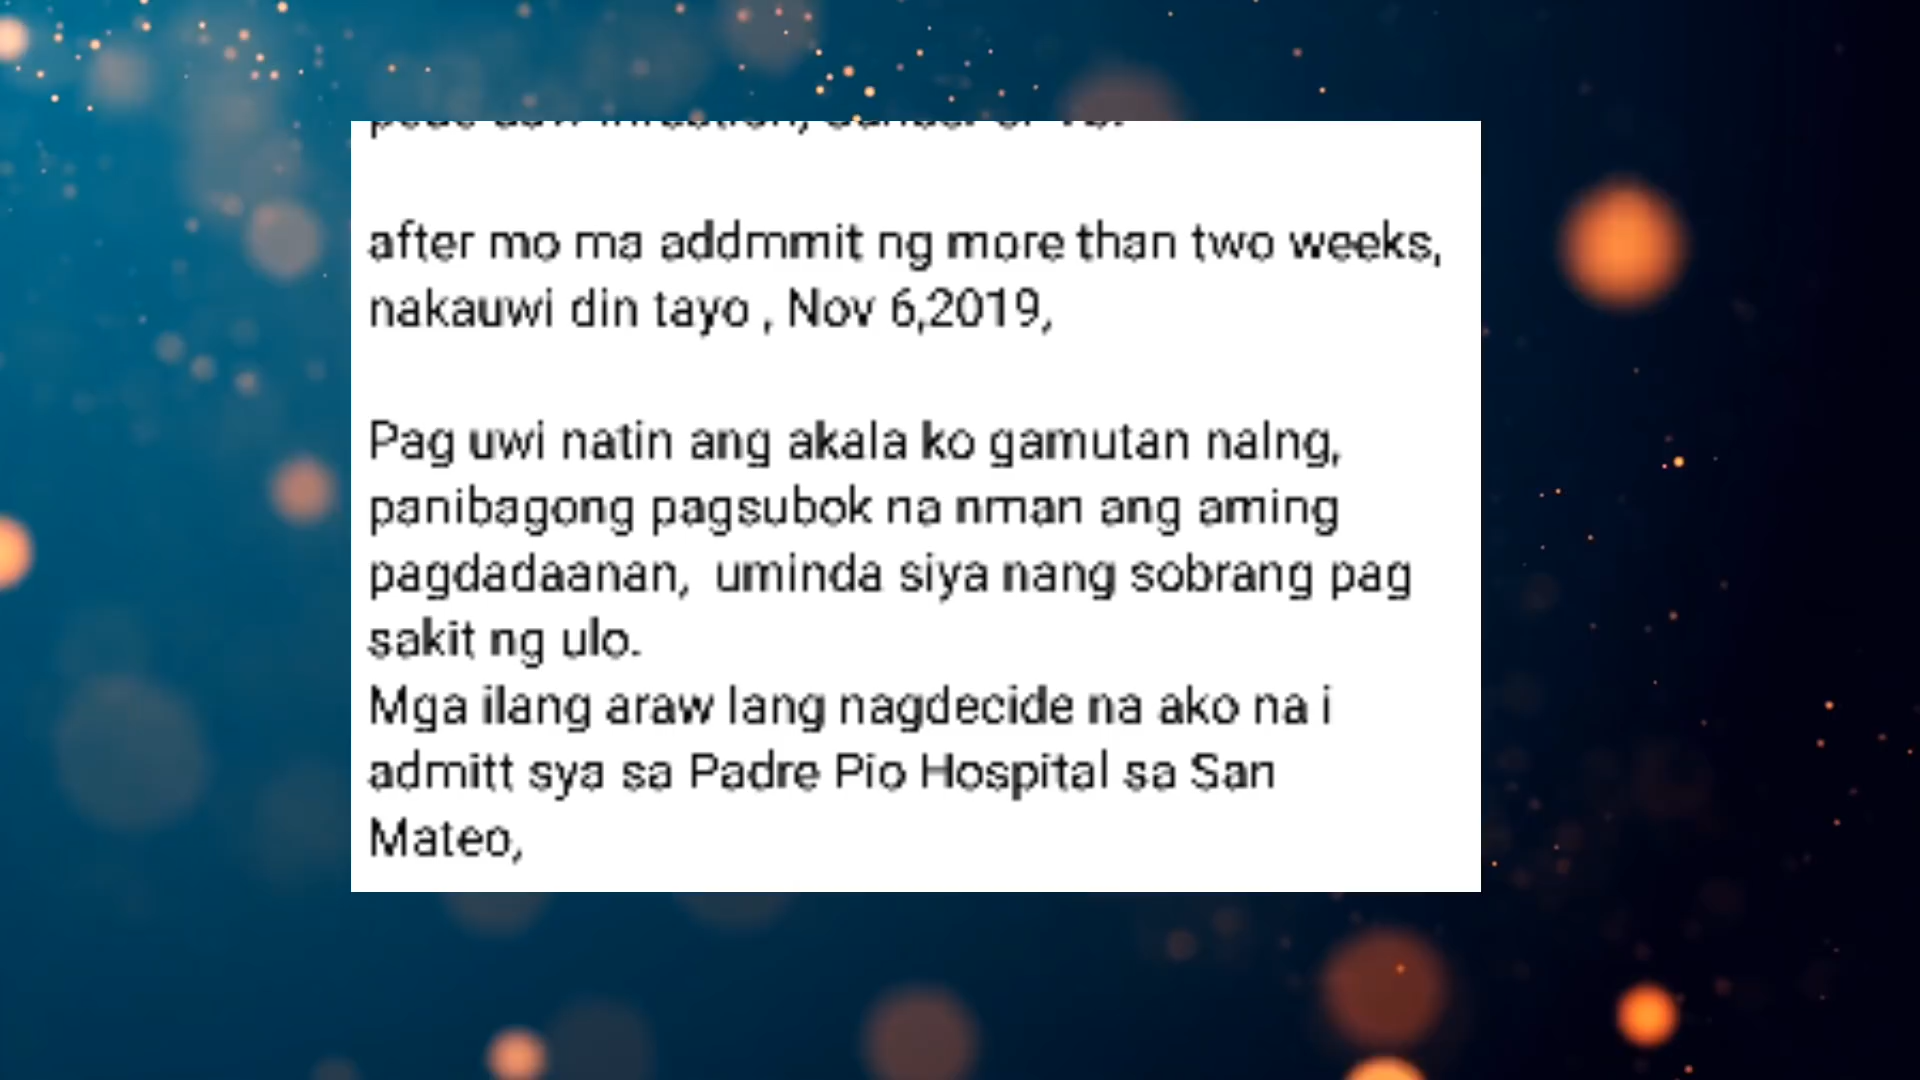 after mo ma addmmit ng more than two weeks,
nakauwi din tayo , Nov 6,2019,
Pag uwi natin ang akala ko gamutan nalng,
panibagong pagsubok na nman ang aming
pagdadaanan, uminda siya nang sobrang pag
sakit ng ulo.
Mga ilang araw lang nagdecide na ako na i
admitt sya sa Padre Pio Hospital sa San
Mateo,